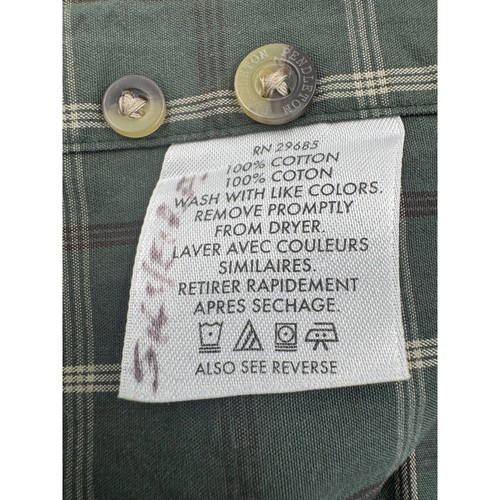 PENDLETON
RN 29685
100% COTTON
100% COTON
WASH WITH LIKE COLORS.
REMOVE PROMPTLY
FROM DRYER.
LAVER AVEC COULEURS
SIMILAIRES.
RETIRER RAPIDEMENT
APRES SECHAGE.
ALSO SEE REVERSE